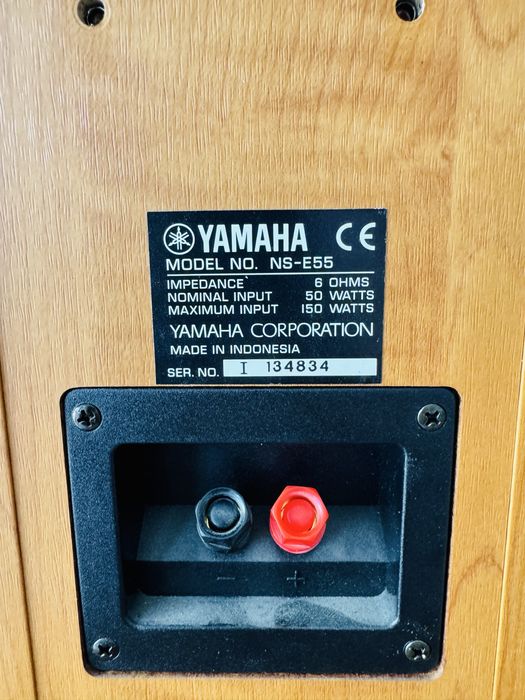 YAMAHA CE
MODEL NO. NS-E55
IMPEDANCE 6 OHMS
NOMINAL INPUT 50 WATTS
MAXIMUM INPUT 150 WATTS
YAMAHA CORPORATION
MADE IN INDONESIA
SER. NO. I 134834
− +